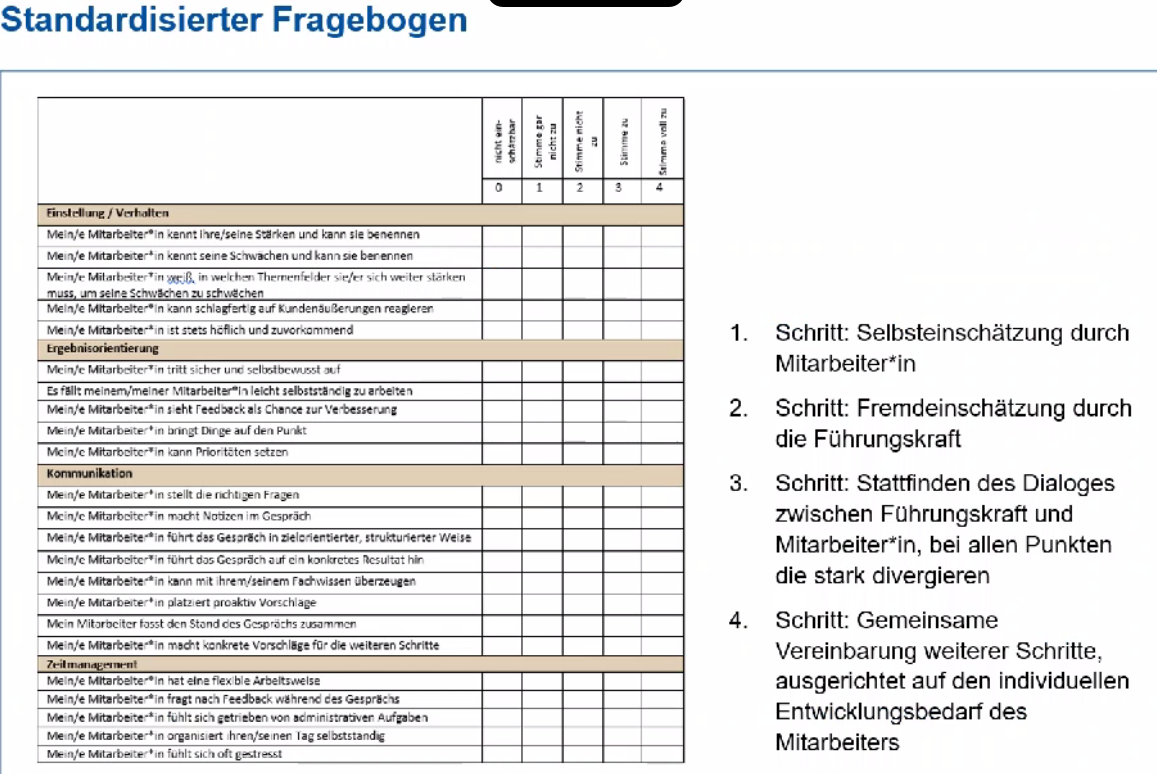 Standardisierter Fragebogen
nicht ein-
schätzbar
Stimme gar
nicht zu
Stimme nicht
zu
Stimme zu
Stimme voll zu
0 1 2 3 4
Einstellung / Verhalten
Mein/e Mitarbeiter*in kennt ihre/seine Stärken und kann sie benennen
Mein/e Mitarbeiter*in kennt seine Schwächen und kann sie benennen
Mein/e Mitarbeiter*in weiß, in welchen Themenfelder sie/er sich weiter stärken
muss, um seine Schwächen zu schwächen
Mein/e Mitarbeiter*in kann schlagfertig auf Kundenäußerungen reagieren
Mein/e Mitarbeiter*in ist stets höflich und zuvorkommend
Ergebnisorientierung
Mein/e Mitarbeiter*in tritt sicher und selbstbewusst auf
Es fällt meinem/meiner Mitarbeiter*in leicht selbstständig zu arbeiten
Mein/e Mitarbeiter*in sieht Feedback als Chance zur Verbesserung
Mein/e Mitarbeiter*in bringt Dinge auf den Punkt
Mein/e Mitarbeiter*in kann Prioritäten setzen
Kommunikation
Mein/e Mitarbeiter*in stellt die richtigen Fragen
Mein/e Mitarbeiter*in macht Notizen im Gespräch
Mein/e Mitarbeiter*in führt das Gespräch in zielorientierter, strukturierter Weise
Mein/e Mitarbeiter*in führt das Gespräch auf ein konkretes Resultat hin
Mein/e Mitarbeiter*in kann mit ihrem/seinem Fachwissen überzeugen
Mein/e Mitarbeiter*in platziert proaktiv Vorschläge
Mein Mitarbeiter fasst den Stand des Gesprächs zusammen
Mein/e Mitarbeiter*in macht konkrete Vorschläge für die weiteren Schritte
Zeitmanagement
Mein/e Mitarbeiter*in hat eine flexible Arbeitsweise
Mein/e Mitarbeiter*in fragt nach Feedback während des Gesprächs
Mein/e Mitarbeiter*in fühlt sich getrieben von administrativen Aufgaben
Mein/e Mitarbeiter*in organisiert ihren/seinen Tag selbstständig
Mein/e Mitarbeiter*in fühlt sich oft gestresst
1. Schritt: Selbsteinschätzung durch
Mitarbeiter*in
2. Schritt: Fremdeinschätzung durch
die Führungskraft
3. Schritt: Stattfinden des Dialoges
zwischen Führungskraft und
Mitarbeiter*in, bei allen Punkten
die stark divergieren
4. Schritt: Gemeinsame
Vereinbarung weiterer Schritte,
ausgerichtet auf den individuellen
Entwicklungsbedarf des
Mitarbeiters